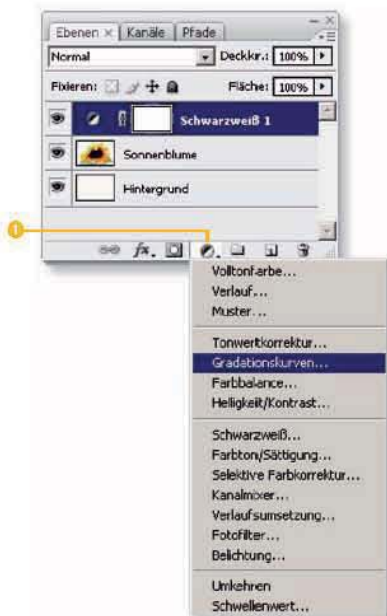 Ebenen × Kanäle Pfade
Normal Deckkr.: 100%
Fixieren: Fläche: 100%
Schwarzweiß 1
Sonnenblume
Hintergrund
1
fx.
Volltonfarbe...
Verlauf...
Muster...
Tonwertkorrektur...
Gradationskurven...
Farbbalance...
Helligkeit/Kontrast...
Schwarzweiß...
Farbton/Sättigung...
Selektive Farbkorrektur...
Kanalmixer...
Verlaufsumsetzung...
Fotofilter...
Belichtung...
Umkehren
Schwellenwert...